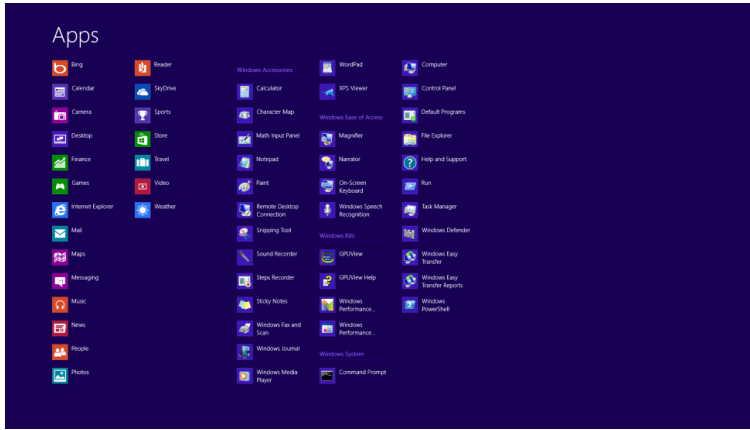 Apps
Bing
Calendar
Camera
Desktop
Finance
Games
Internet Explorer
Mail
Maps
Messaging
Music
News
People
Photos
Reader
SkyDrive
Sports
Store
Travel
Video
Weather
Windows Accessories
Calculator
Character Map
Math Input Panel
Notepad
Paint
Remote Desktop
Connection
Snipping Tool
Sound Recorder
Steps Recorder
Sticky Notes
Windows Fax and
Scan
Windows Journal
Windows Media
Player
WordPad
XPS Viewer
Windows Ease of Access
Magnifier
Narrator
On-Screen
Keyboard
Windows Speech
Recognition
Windows Kits
GPUView
GPUView Help
Windows
Performance...
Windows
Performance...
Windows System
Command Prompt
Computer
Control Panel
Default Programs
File Explorer
Help and Support
Run
Task Manager
Windows Defender
Windows Easy
Transfer
Windows Easy
Transfer Reports
Windows
PowerShell